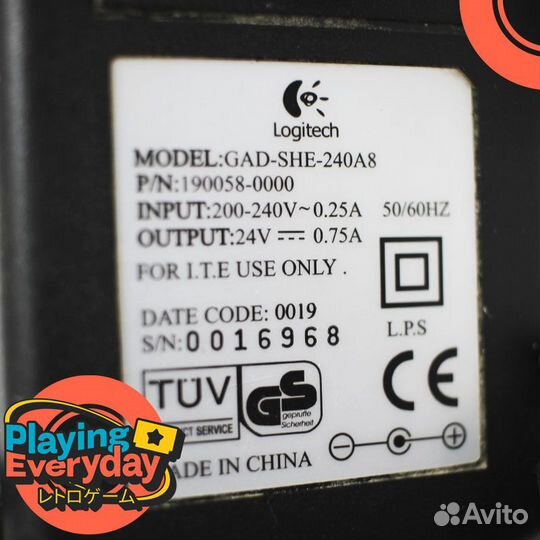 Logitech
MODEL:GAD-SHE-240A8
P/N:190058-0000
INPUT:200-240V~0.25A 50/60HZ
OUTPUT:24V ⎓ 0.75A
FOR I.T.E USE ONLY .
DATE CODE: 0019
L.P.S
S/N:0016968
TÜV
SERVICE
GS
geprüfte
Sicherheit
CE
MADE IN CHINA
Playing
Everyday
レトロゲーム
Avito